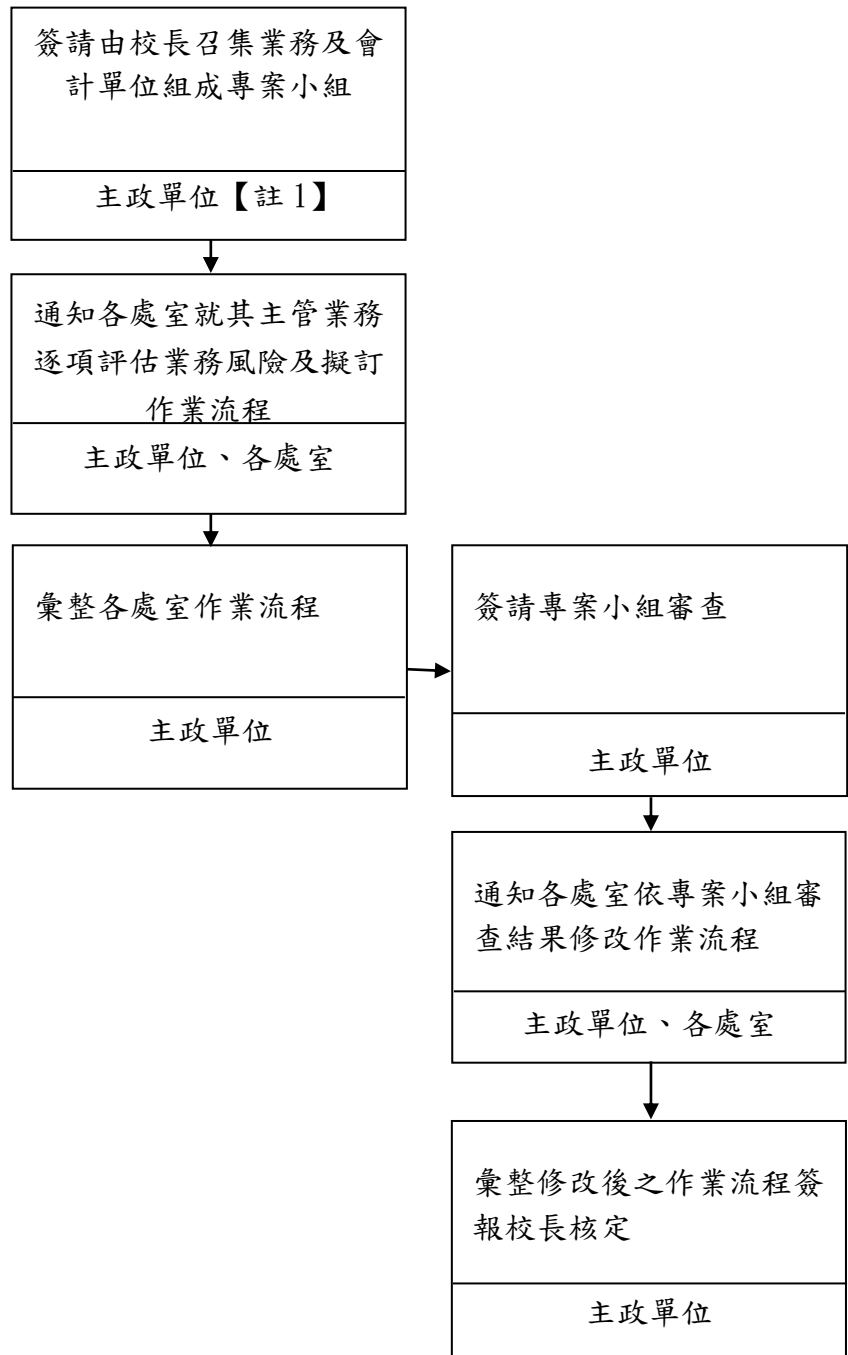 簽請由校長召集業務及會
計單位組成專案小組
主政單位【註1】
通知各處室就其主管業務
逐項評估業務風險及擬訂
作業流程
主政單位、各處室
彙整各處室作業流程
主政單位
簽請專案小組審查
主政單位
通知各處室依專案小組審
查結果修改作業流程
主政單位、各處室
彙整修改後之作業流程簽
報校長核定
主政單位